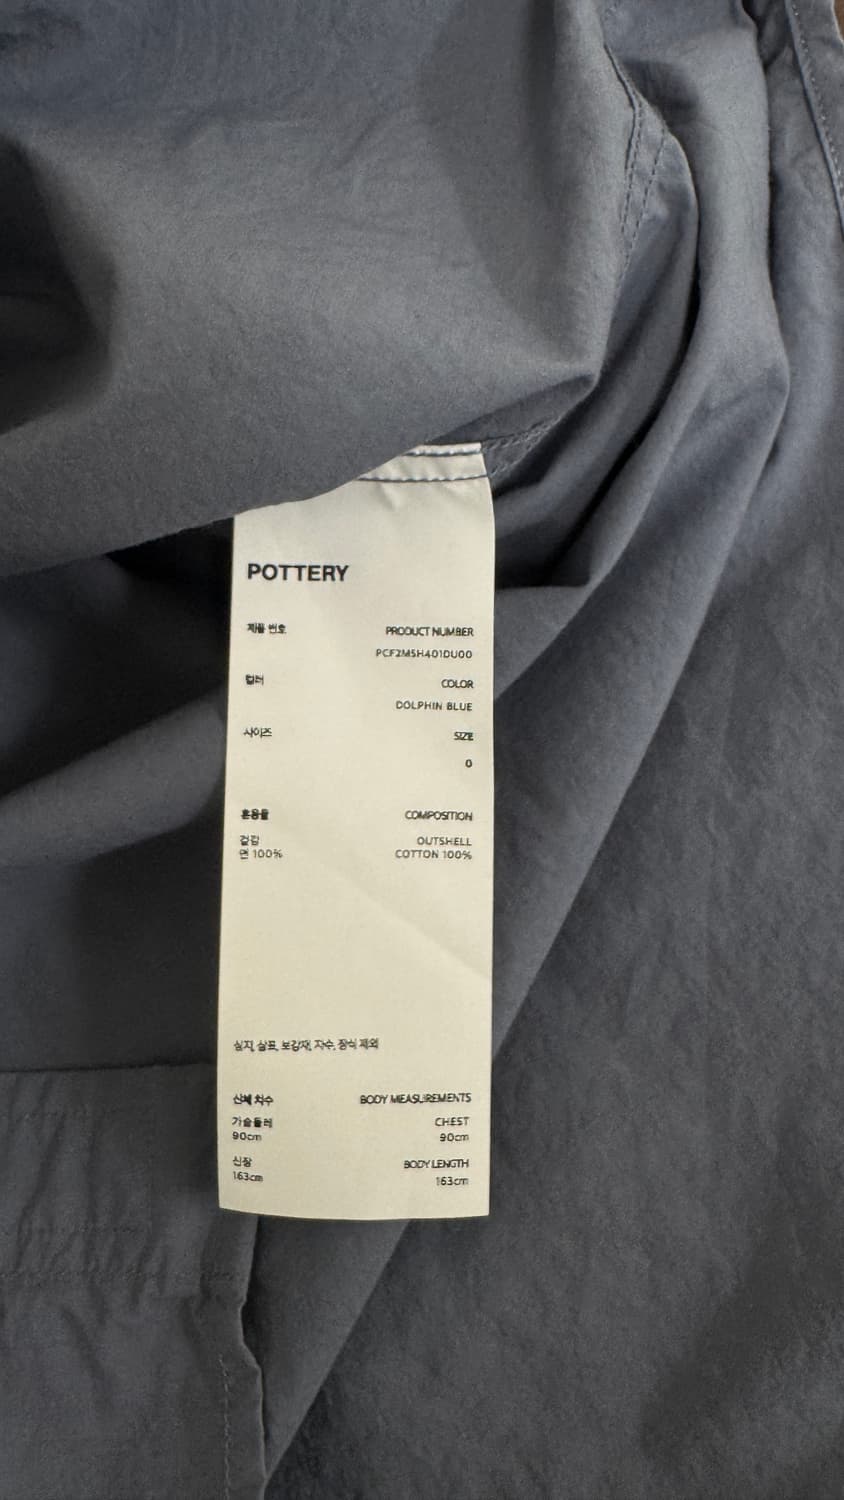 POTTERY
제품 번호 PRODUCT NUMBER
PCF2MSH401DU00
컬러 COLOR
DOLPHIN BLUE
사이즈 SIZE
0
혼용율 COMPOSITION
겉감 OUTSHELL
면 100% COTTON 100%
심지, 상표, 보강재, 자수, 장식 제외
신체 치수 BODY MEASUREMENTS
가슴둘레 CHEST
90cm 90cm
신장 BODY LENGTH
163cm 163cm